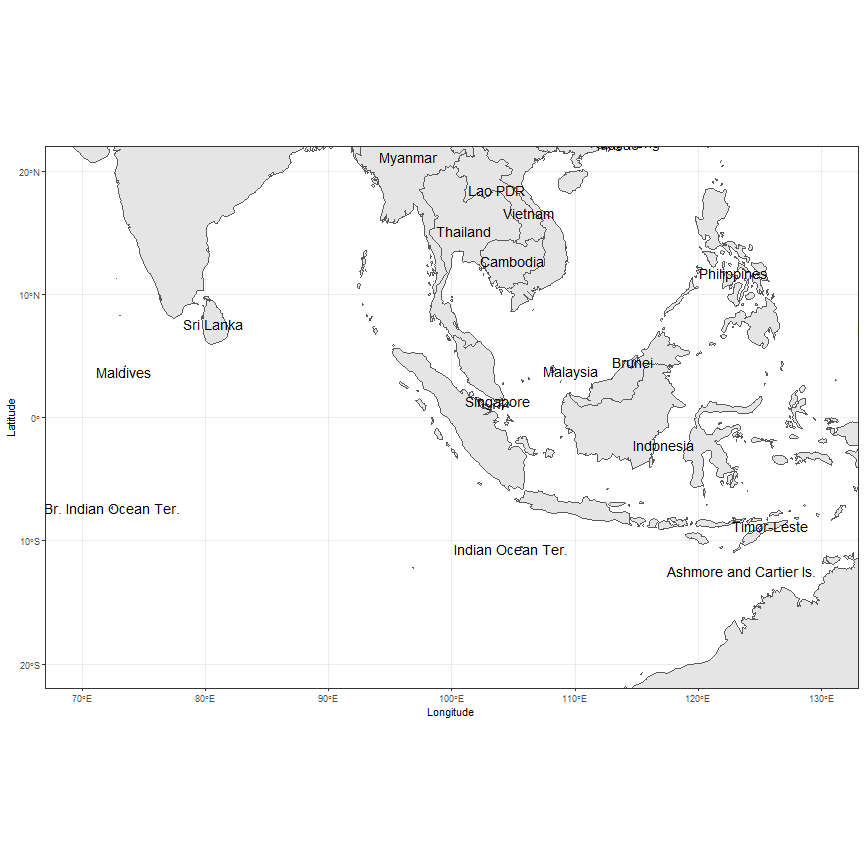 Myanmar
Lao PDR
Vietnam
Thailand
Cambodia
Philippines
Sri Lanka
Maldives
Brunei
Malaysia
Singapore
Indonesia
Br. Indian Ocean Ter.
Timor-Leste
Indian Ocean Ter.
Ashmore and Cartier Is.
20°N
10°N
0°
10°S
20°S
Latitude
70°E 80°E 90°E 100°E 110°E 120°E 130°E
Longitude